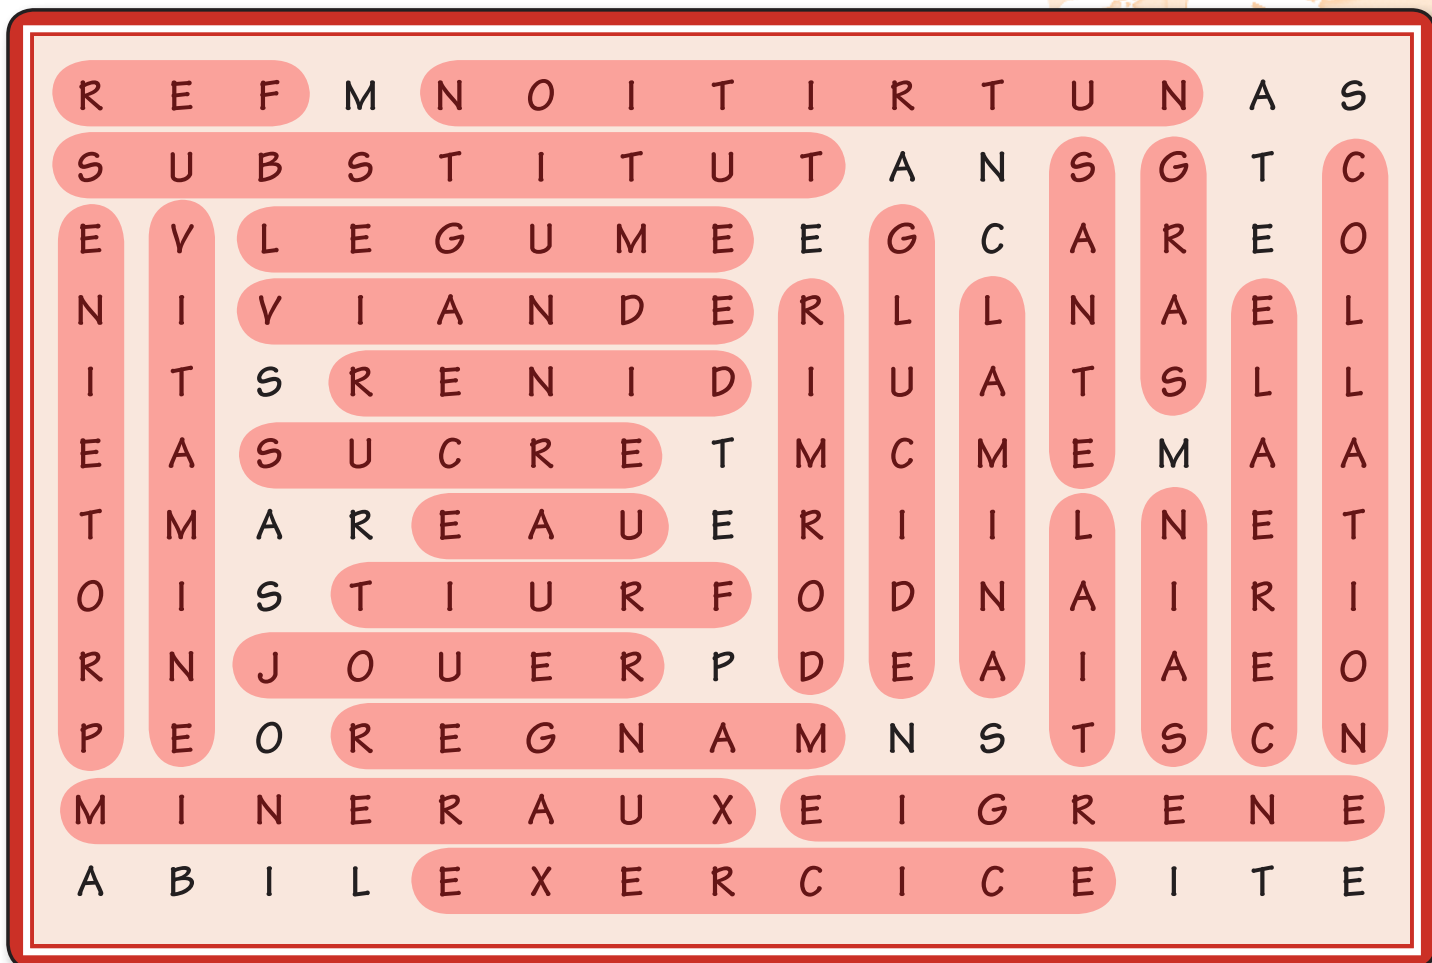 R E F M N O I T I R T U N A S
S U B S T I T U T A N S G T C
E V L E G U M E E G C A R E O
N I V I A N D E R L L N A E L
I T S R E N I D I U A T S L L
E A S U C R E T M C M E M A A
T M A R E A U E R I I L N E T
O I S T I U R F O D N A I R I
R N J O U E R P D E A I A E O
P E O R E G N A M N S T S C N
M I N E R A U X E I G R E N E
A B I L E X E R C I C E I T E